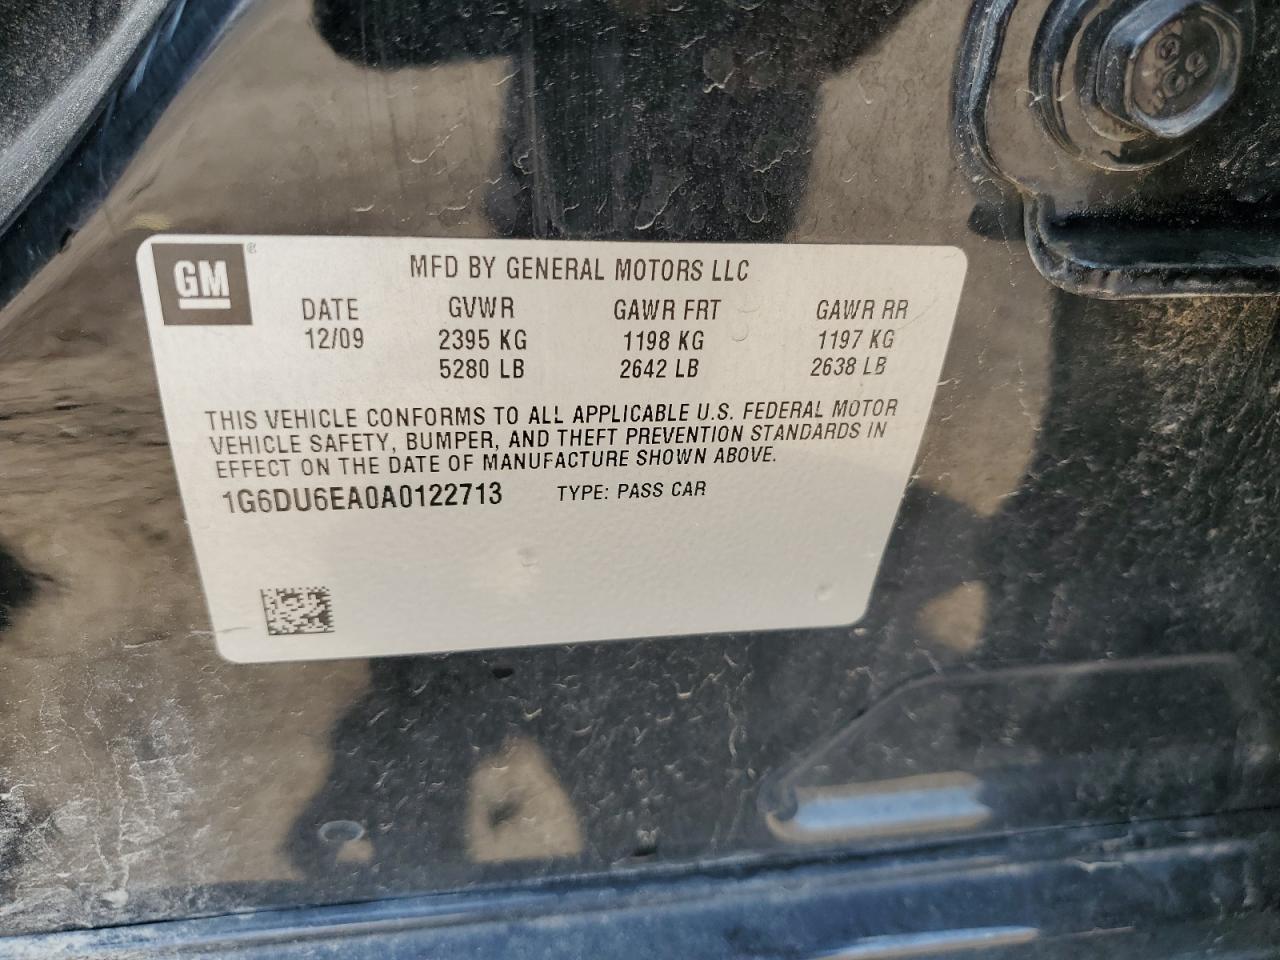 GM
MFD BY GENERAL MOTORS LLC
DATE GVWR GAWR FRT GAWR RR
12/09 2395 KG 1198 KG 1197 KG
5280 LB 2642 LB 2638 LB
THIS VEHICLE CONFORMS TO ALL APPLICABLE U.S. FEDERAL MOTOR
VEHICLE SAFETY, BUMPER, AND THEFT PREVENTION STANDARDS IN
EFFECT ON THE DATE OF MANUFACTURE SHOWN ABOVE.
1G6DU6EA0A0122713 TYPE: PASS CAR